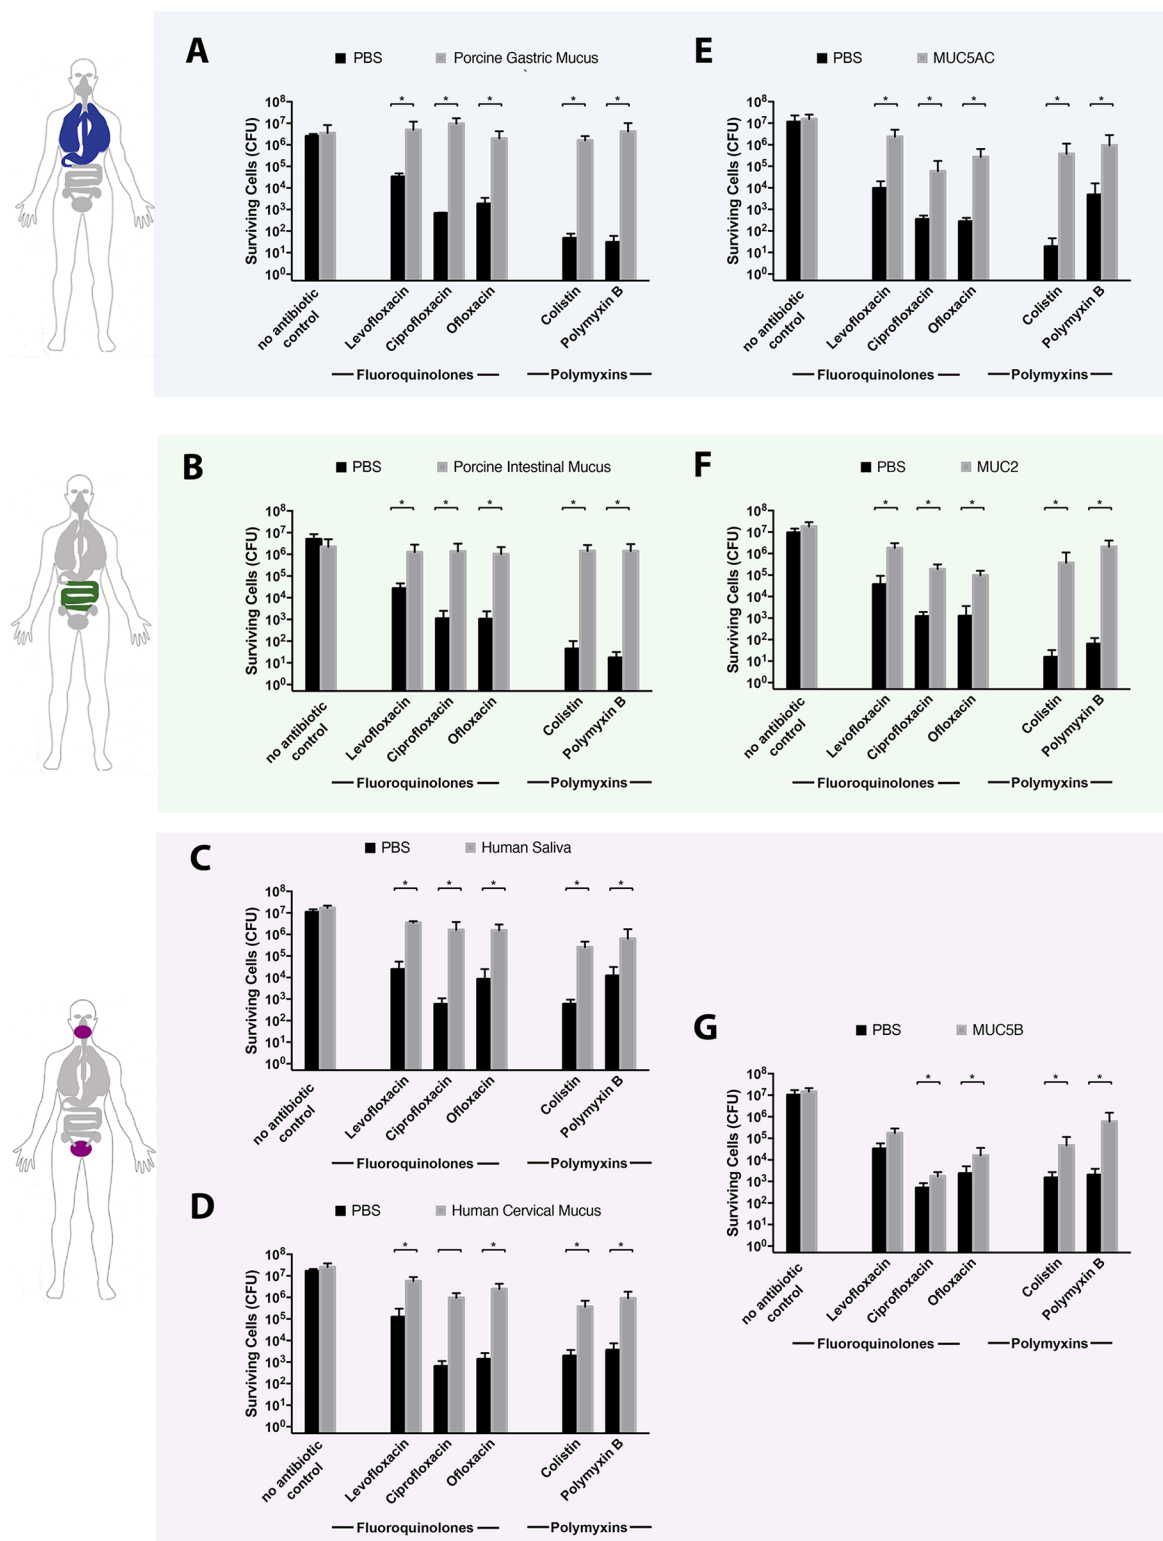 A
PBS
Porcine Gastric Mucus
`
Surviving Cells (CFU)
10⁸
10⁷
10⁶
10⁵
10⁴
10³
10²
10¹
10⁰
* * * * *
no antibiotic
control
Levofloxacin
Ciprofloxacin
Ofloxacin
Colistin
Polymyxin B
Fluoroquinolones
Polymyxins
E
PBS
MUC5AC
Surviving Cells (CFU)
10⁸
10⁷
10⁶
10⁵
10⁴
10³
10²
10¹
10⁰
* * * * *
no antibiotic
control
Levofloxacin
Ciprofloxacin
Ofloxacin
Colistin
Polymyxin B
Fluoroquinolones
Polymyxins
B
PBS
Porcine Intestinal Mucus
Surviving Cells (CFU)
10⁸
10⁷
10⁶
10⁵
10⁴
10³
10²
10¹
10⁰
* * * * *
no antibiotic
control
Levofloxacin
Ciprofloxacin
Ofloxacin
Colistin
Polymyxin B
Fluoroquinolones
Polymyxins
F
PBS
MUC2
Surviving Cells (CFU)
10⁸
10⁷
10⁶
10⁵
10⁴
10³
10²
10¹
10⁰
* * * * *
no antibiotic
control
Levofloxacin
Ciprofloxacin
Ofloxacin
Colistin
Polymyxin B
Fluoroquinolones
Polymyxins
C
PBS
Human Saliva
Surviving Cells (CFU)
10⁸
10⁷
10⁶
10⁵
10⁴
10³
10²
10¹
10⁰
* * * * *
no antibiotic
control
Levofloxacin
Ciprofloxacin
Ofloxacin
Colistin
Polymyxin B
Fluoroquinolones
Polymyxins
G
PBS
MUC5B
Surviving Cells (CFU)
10⁸
10⁷
10⁶
10⁵
10⁴
10³
10²
10¹
10⁰
* * * *
no antibiotic
control
Levofloxacin
Ciprofloxacin
Ofloxacin
Colistin
Polymyxin B
Fluoroquinolones
Polymyxins
D
PBS
Human Cervical Mucus
Surviving Cells (CFU)
10⁸
10⁷
10⁶
10⁵
10⁴
10³
10²
10¹
10⁰
* * * *
no antibiotic
control
Levofloxacin
Ciprofloxacin
Ofloxacin
Colistin
Polymyxin B
Fluoroquinolones
Polymyxins